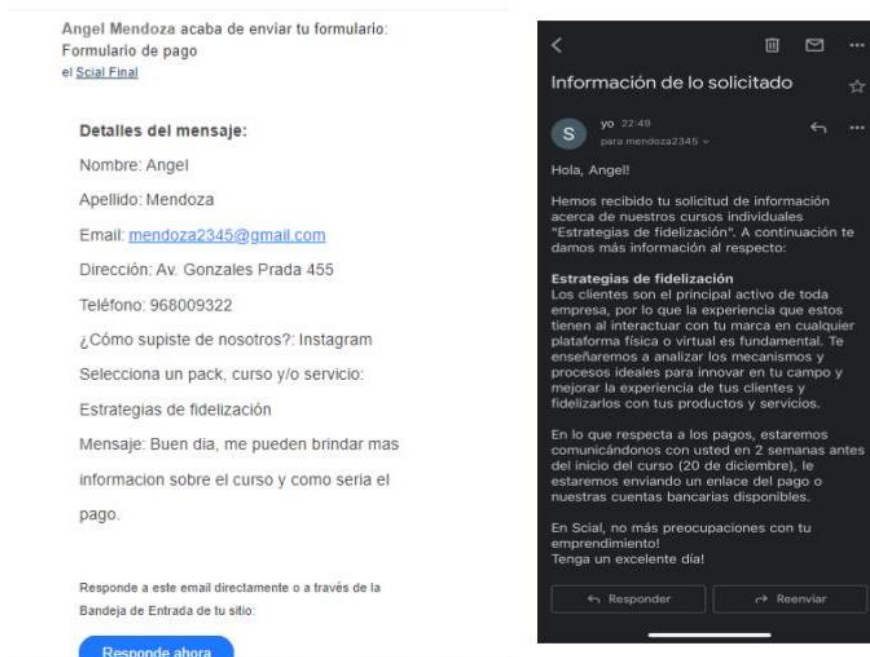 Angel Mendoza acaba de enviar tu formulario:
Formulario de pago
el Scial Final
Detalles del mensaje:
Nombre: Angel
Apellido: Mendoza
Email: mendoza2345@gmail.com
Dirección: Av. Gonzales Prada 455
Teléfono: 968009322
¿Cómo supiste de nosotros?: Instagram
Selecciona un pack, curso y/o servicio:
Estrategias de fidelización
Mensaje: Buen dia, me pueden brindar mas
informacion sobre el curso y como seria el
pago.
Responde a este email directamente o a través de la
Bandeja de Entrada de tu sitio:
Responde ahora
Información de lo solicitado
S
yo 22:49
para mendoza2345
Hola, Angel!
Hemos recibido tu solicitud de información
acerca de nuestros cursos individuales
“Estrategias de fidelización”. A continuación te
damos más información al respecto:
Estrategias de fidelización
Los clientes son el principal activo de toda
empresa, por lo que la experiencia que estos
tienen al interactuar con tu marca en cualquier
plataforma física o virtual es fundamental. Te
enseñaremos a analizar los mecanismos y
procesos ideales para innovar en tu campo y
mejorar la experiencia de tus clientes y
fidelizarlos con tus productos y servicios.
En lo que respecta a los pagos, estaremos
comunicándonos con usted en 2 semanas antes
del inicio del curso (20 de diciembre), le
estaremos enviando un enlace del pago o
nuestras cuentas bancarias disponibles.
En Scial, no más preocupaciones con tu
emprendimiento!
Tenga un excelente día!
Responder
Reenviar